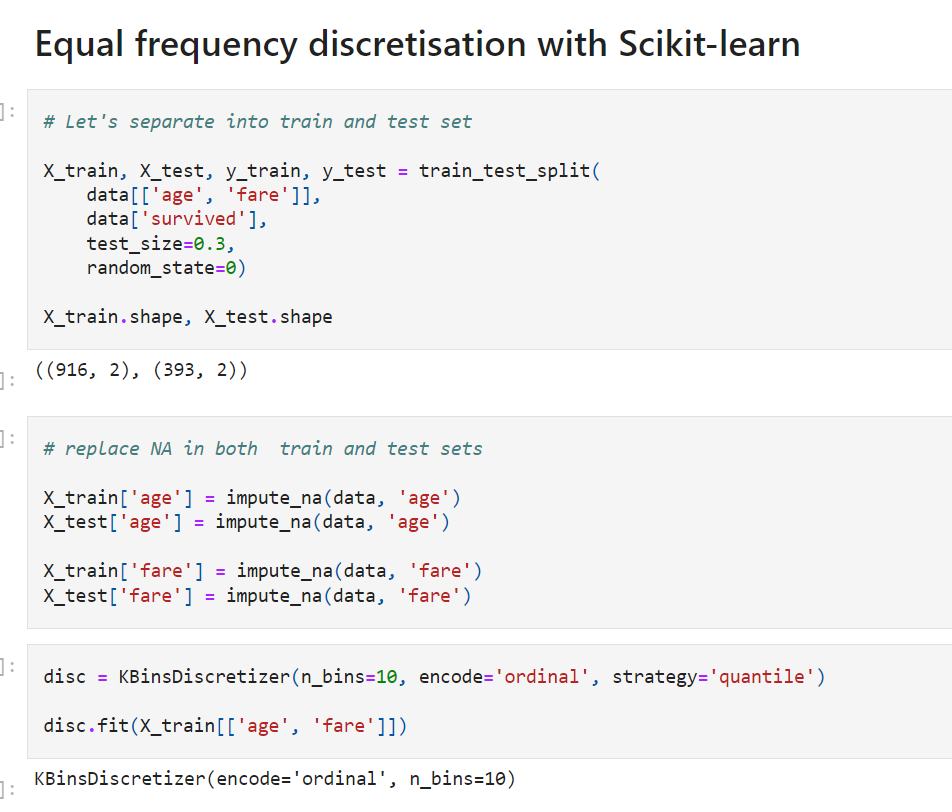 Equal frequency discretisation with Scikit-learn
]:
# Let's separate into train and test set
X_train, X_test, y_train, y_test = train_test_split(
    data[['age', 'fare']],
    data['survived'],
    test_size=0.3,
    random_state=0)
X_train.shape, X_test.shape
]:
((916, 2), (393, 2))
]:
# replace NA in both  train and test sets
X_train['age'] = impute_na(data, 'age')
X_test['age'] = impute_na(data, 'age')
X_train['fare'] = impute_na(data, 'fare')
X_test['fare'] = impute_na(data, 'fare')
]:
disc = KBinsDiscretizer(n_bins=10, encode='ordinal', strategy='quantile')
disc.fit(X_train[['age', 'fare']])
]:
KBinsDiscretizer(encode='ordinal', n_bins=10)